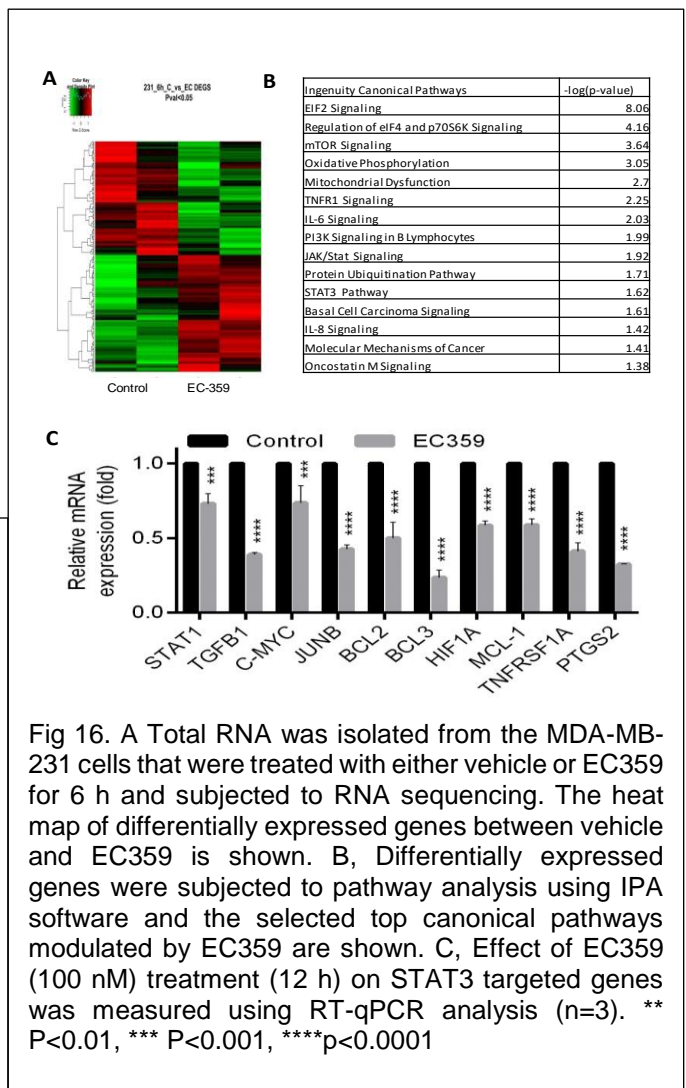 A
Color Key
231_6h_C_vs_EC DEGS
Pval<0.05
Control EC-359
B
Ingenuity Canonical Pathways -log(p-value)
EIF2 Signaling 8.06
Regulation of eIF4 and p70S6K Signaling 4.16
mTOR Signaling 3.64
Oxidative Phosphorylation 3.05
Mitochondrial Dysfunction 2.7
TNFR1 Signaling 2.25
IL-6 Signaling 2.03
PI3K Signaling in B Lymphocytes 1.99
JAK/Stat Signaling 1.92
Protein Ubiquitination Pathway 1.71
STAT3 Pathway 1.62
Basal Cell Carcinoma Signaling 1.61
IL-8 Signaling 1.42
Molecular Mechanisms of Cancer 1.41
Oncostatin M Signaling 1.38
C
Control EC359
Relative mRNA
expression (fold)
1.0
0.5
0.0
*** **** *** **** **** **** **** **** **** ****
STAT1 TGFB1 C-MYC JUNB BCL2 BCL3 HIF1A MCL-1 TNFRSF1A PTGS2
Fig 16. A Total RNA was isolated from the MDA-MB-
231 cells that were treated with either vehicle or EC359
for 6 h and subjected to RNA sequencing. The heat
map of differentially expressed genes between vehicle
and EC359 is shown. B, Differentially expressed
genes were subjected to pathway analysis using IPA
software and the selected top canonical pathways
modulated by EC359 are shown. C, Effect of EC359
(100 nM) treatment (12 h) on STAT3 targeted genes
was measured using RT-qPCR analysis (n=3). **
P<0.01, *** P<0.001, ****p<0.0001